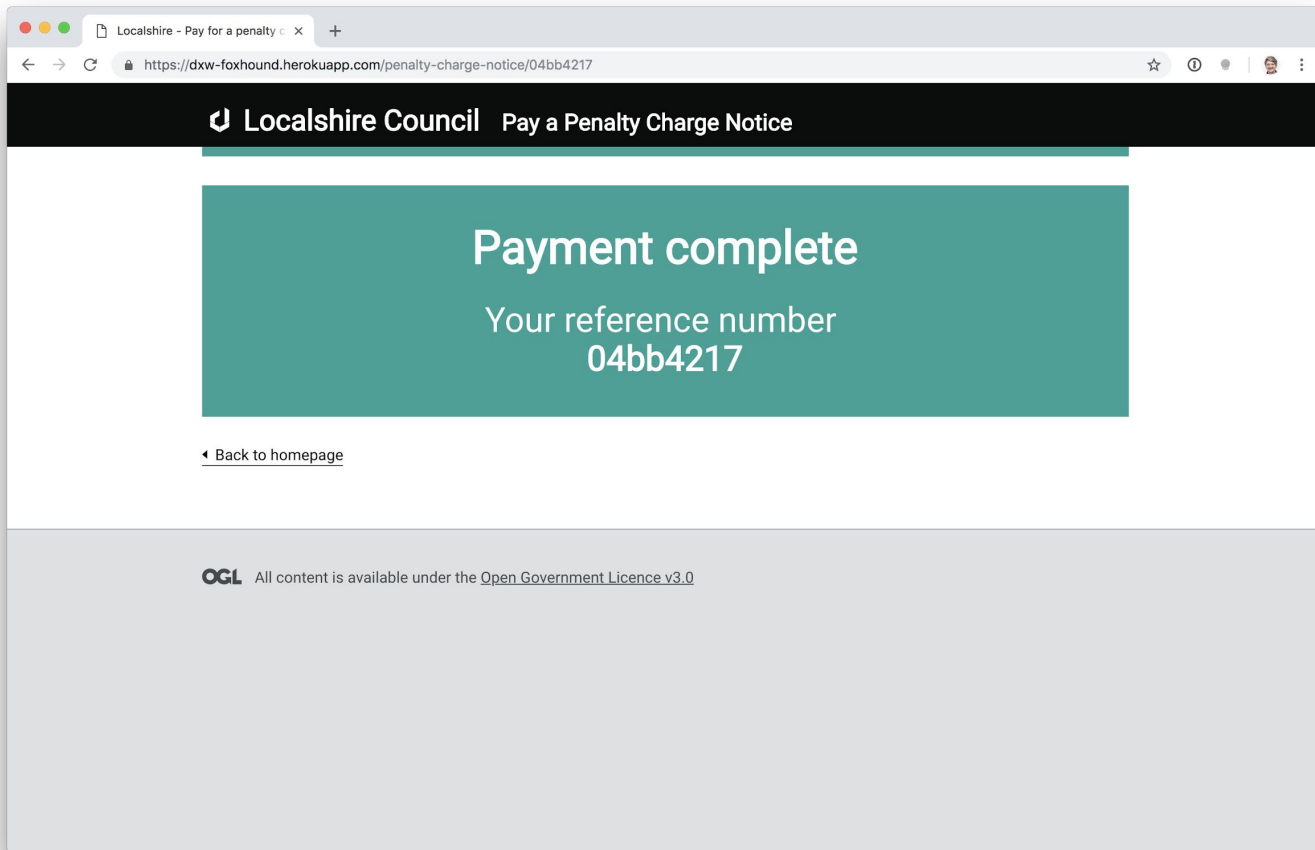 Localshire - Pay for a penalty c
https://dxw-foxhound.herokuapp.com/penalty-charge-notice/04bb4217
Localshire Council Pay a Penalty Charge Notice
Payment complete
Your reference number
04bb4217
Back to homepage
OGL All content is available under the Open Government Licence v3.0